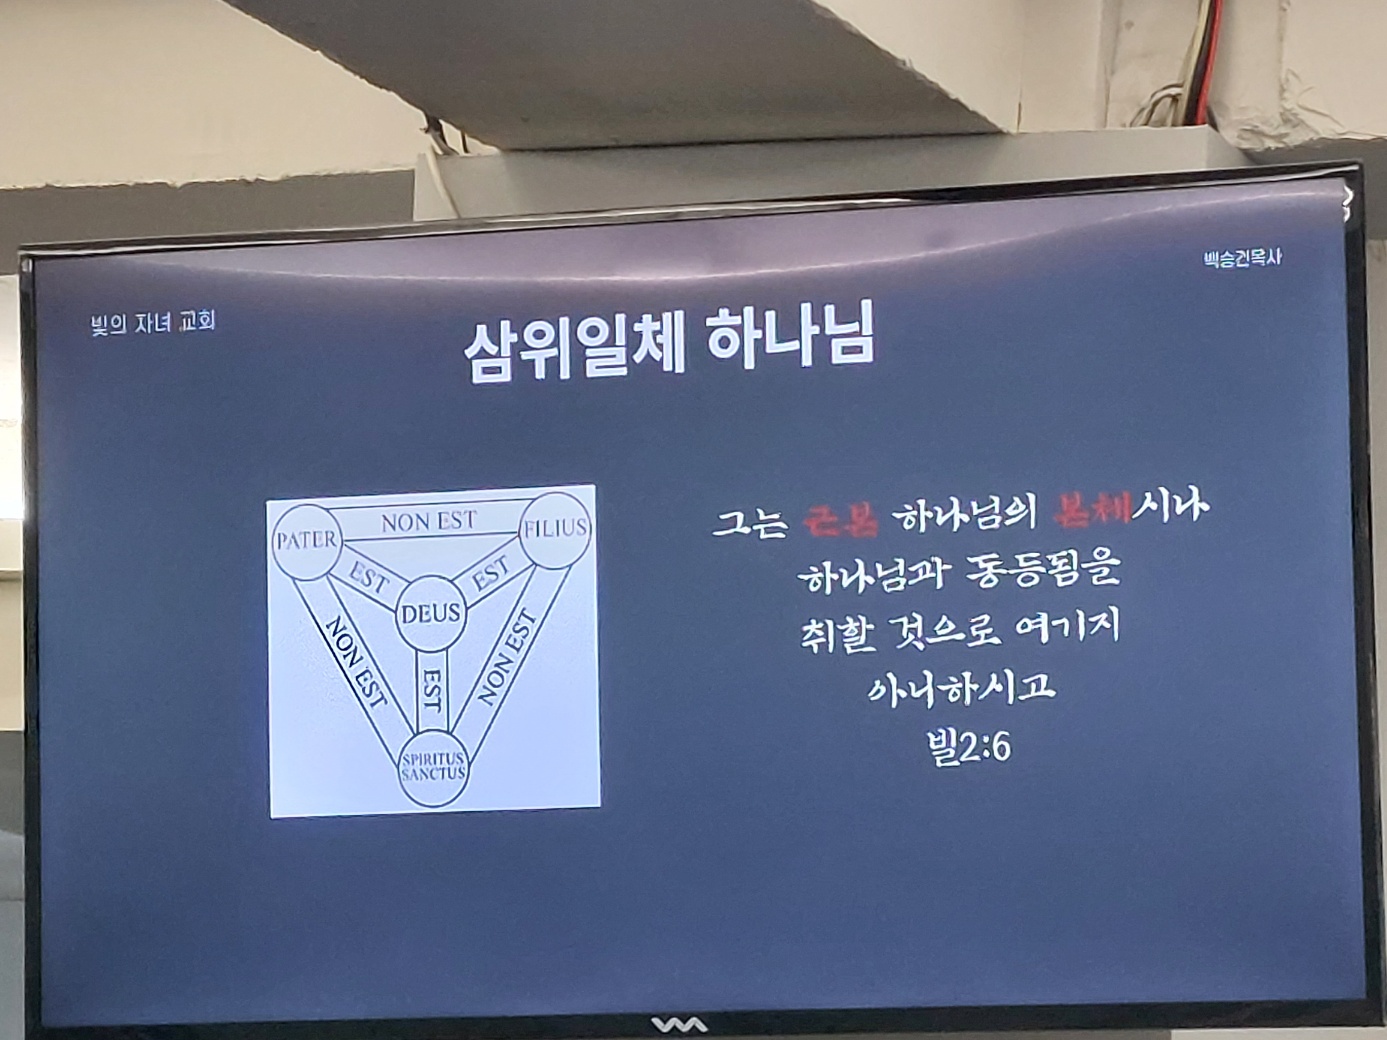 백승건목사
빛의 자녀 교회
삼위일체 하나님
PATER
NON EST
FILIUS
EST
EST
DEUS
NON EST
EST
NON EST
SPIRITUS
SANCTUS
그는 근본 하나님의 본체시나
하나님과 동등됨을
취할 것으로 여기지
아니하시고
빌2:6